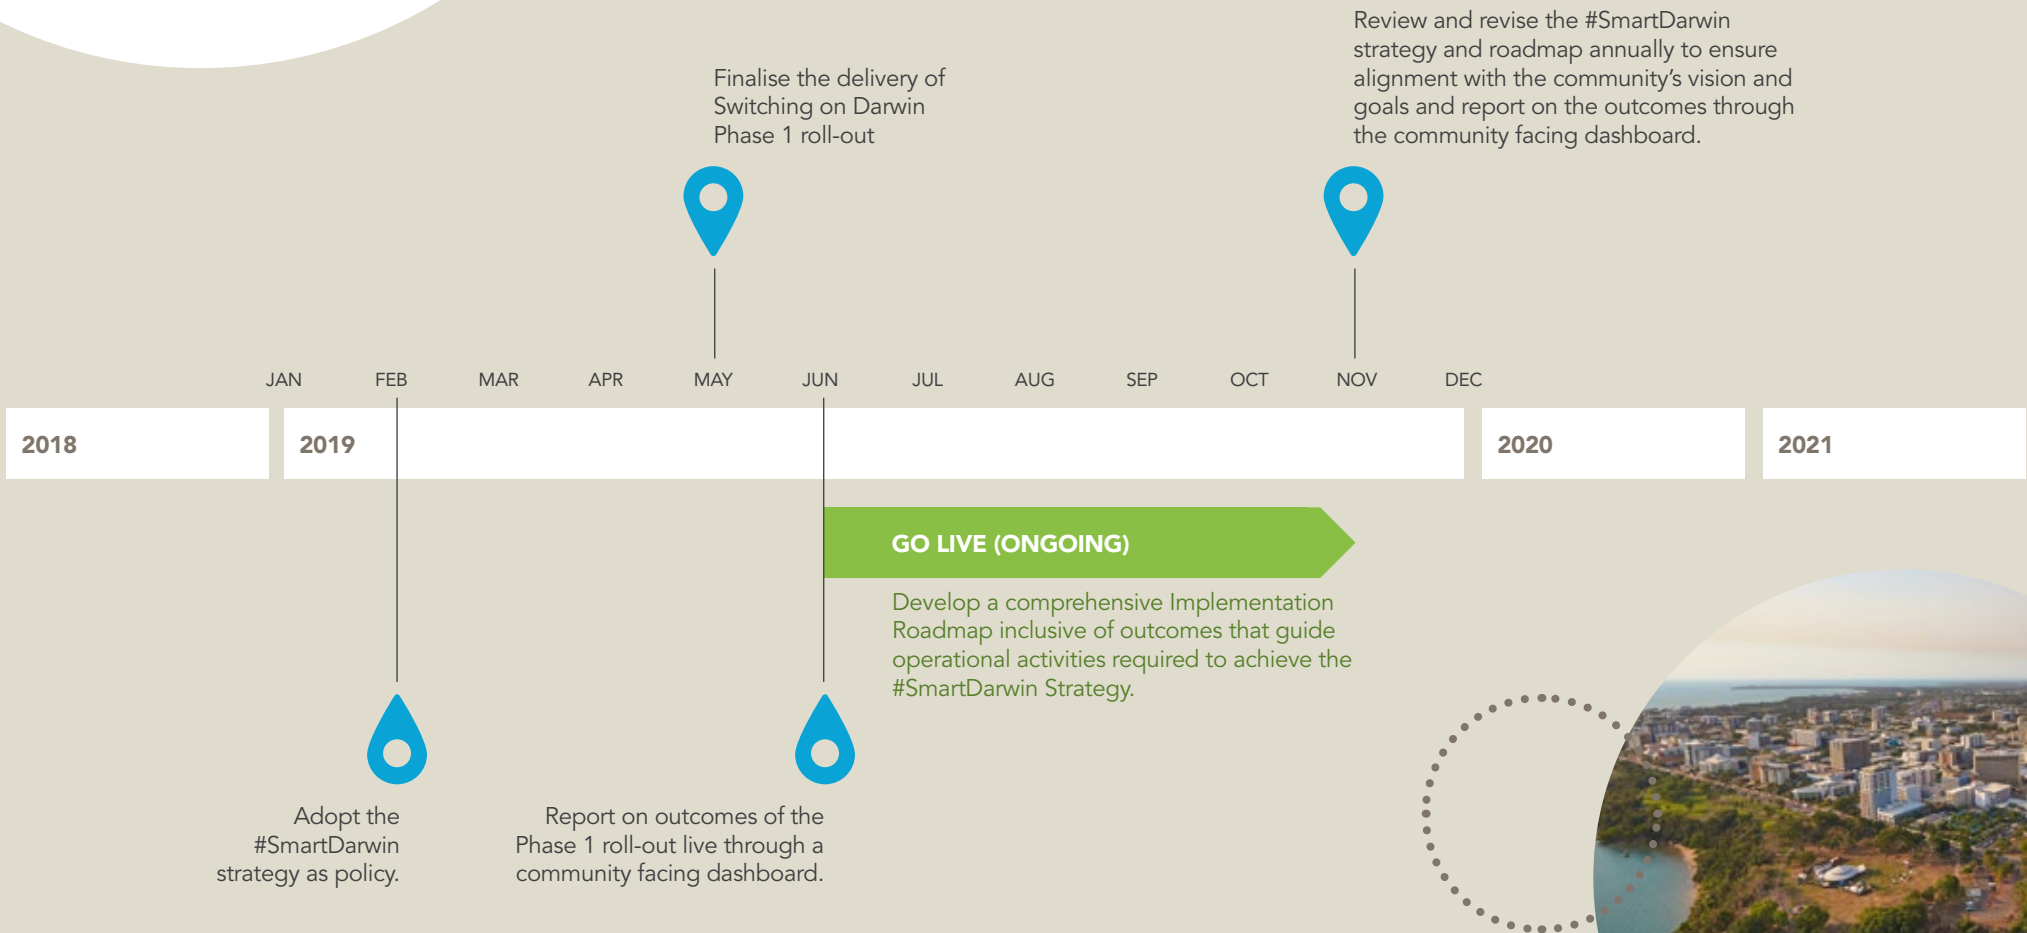 Review and revise the #SmartDarwin
strategy and roadmap annually to ensure
alignment with the community’s vision and
goals and report on the outcomes through
the community facing dashboard.
Finalise the delivery of
Switching on Darwin
Phase 1 roll-out
JAN FEB MAR APR MAY JUN JUL AUG SEP OCT NOV DEC
2018 2019 2020 2021
GO LIVE (ONGOING)
Develop a comprehensive Implementation
Roadmap inclusive of outcomes that guide
operational activities required to achieve the
#SmartDarwin Strategy.
Adopt the
#SmartDarwin
strategy as policy.
Report on outcomes of the
Phase 1 roll-out live through a
community facing dashboard.